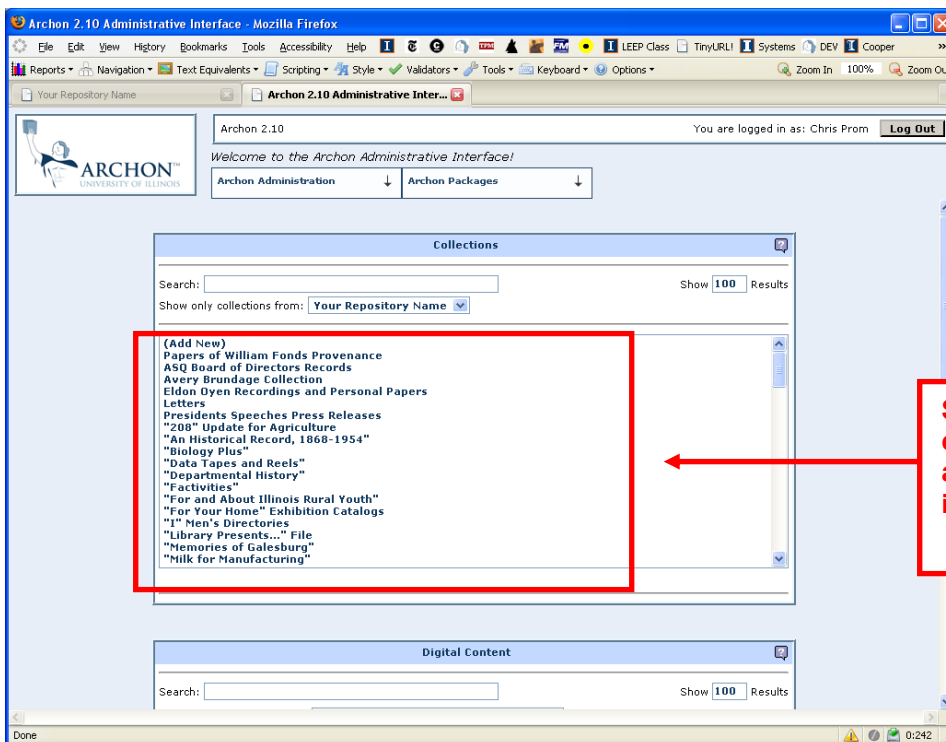 Archon 2.10 Administrative Interface - Mozilla Firefox
File Edit View History Bookmarks Tools Accessibility Help LEEP Class TinyURL! Systems DEV Cooper »
Reports Navigation Text Equivalents Scripting Style Validators Tools Keyboard Options Zoom In 100% Zoom Ou
Your Repository Name Archon 2.10 Administrative Inter...
ARCHON™
UNIVERSITY OF ILLINOIS
Archon 2.10 You are logged in as: Chris Prom Log Out
Welcome to the Archon Administrative Interface!
Archon Administration ↓ Archon Packages ↓
Collections
Search: Show 100 Results
Show only collections from: Your Repository Name
(Add New)
Papers of William Fonds Provenance
ASQ Board of Directors Records
Avery Brundage Collection
Eldon Oyen Recordings and Personal Papers
Letters
Presidents Speeches Press Releases
"208" Update for Agriculture
"An Historical Record, 1868-1954"
"Biology Plus"
"Data Tapes and Reels"
"Departmental History"
"Factivities"
"For and About Illinois Rural Youth"
"For Your Home" Exhibition Catalogs
"I" Men's Directories
"Library Presents..." File
"Memories of Galesburg"
"Milk for Manufacturing"
Digital Content
Search: Show 100 Results
Done 0:242